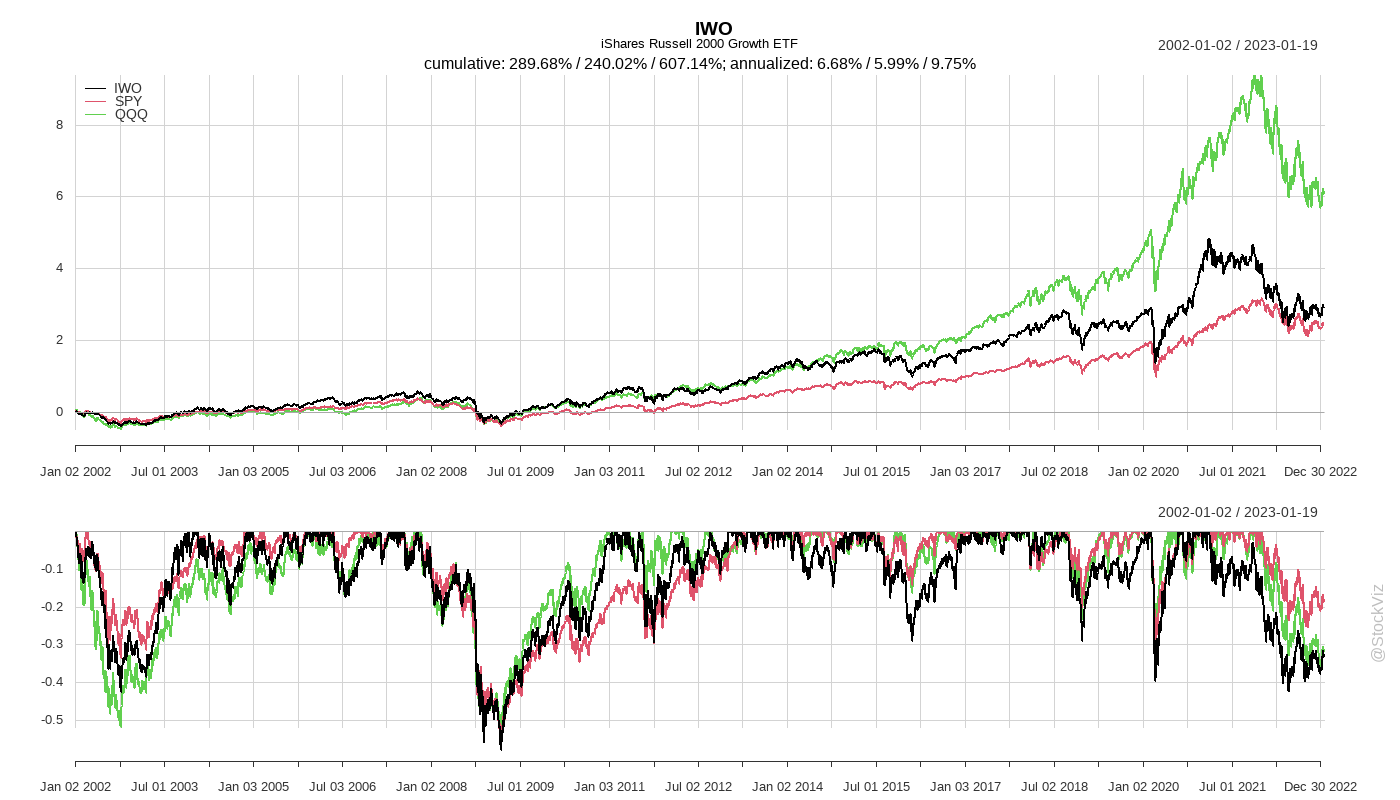 IWO
iShares Russell 2000 Growth ETF
2002-01-02 / 2023-01-19
cumulative: 289.68% / 240.02% / 607.14%; annualized: 6.68% / 5.99% / 9.75%
IWO
SPY
QQQ
8
6
4
2
0
Jan 02 2002 Jul 01 2003 Jan 03 2005 Jul 03 2006 Jan 02 2008 Jul 01 2009 Jan 03 2011 Jul 02 2012 Jan 02 2014 Jul 01 2015 Jan 03 2017 Jul 02 2018 Jan 02 2020 Jul 01 2021 Dec 30 2022
2002-01-02 / 2023-01-19
-0.1
-0.2
-0.3
-0.4
-0.5
Jan 02 2002 Jul 01 2003 Jan 03 2005 Jul 03 2006 Jan 02 2008 Jul 01 2009 Jan 03 2011 Jul 02 2012 Jan 02 2014 Jul 01 2015 Jan 03 2017 Jul 02 2018 Jan 02 2020 Jul 01 2021 Dec 30 2022
@StockViz